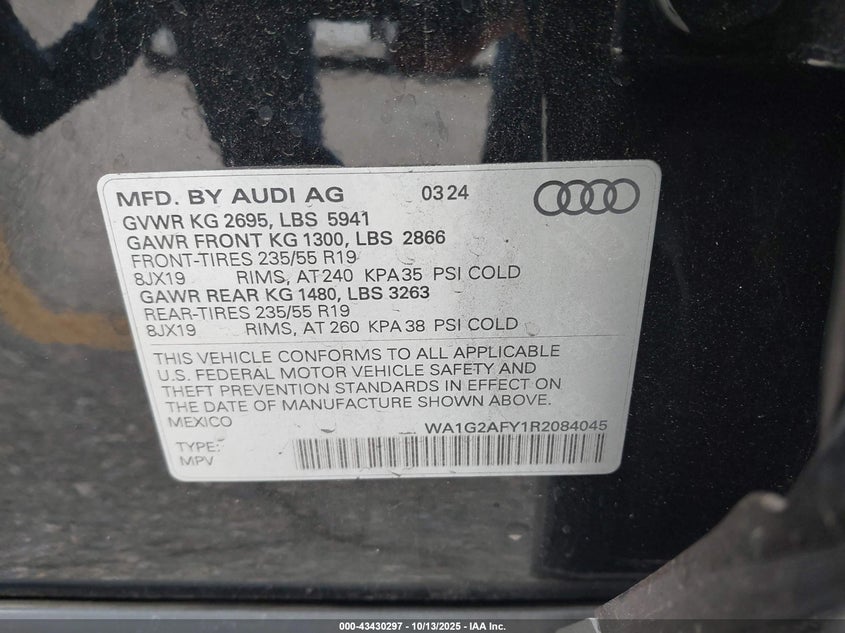 MFD. BY AUDI AG 0324
GVWR KG 2695, LBS 5941
GAWR FRONT KG 1300, LBS 2866
FRONT-TIRES 235/55 R19
8JX19 RIMS, AT 240 KPA 35 PSI COLD
GAWR REAR KG 1480, LBS 3263
REAR-TIRES 235/55 R19
8JX19 RIMS, AT 260 KPA 38 PSI COLD
THIS VEHICLE CONFORMS TO ALL APPLICABLE
U.S. FEDERAL MOTOR VEHICLE SAFETY AND
THEFT PREVENTION STANDARDS IN EFFECT ON
THE DATE OF MANUFACTURE SHOWN ABOVE.
MEXICO WA1G2AFY1R2084045
TYPE:
MPV
000-43430297 - 10/13/2025 - IAA Inc.